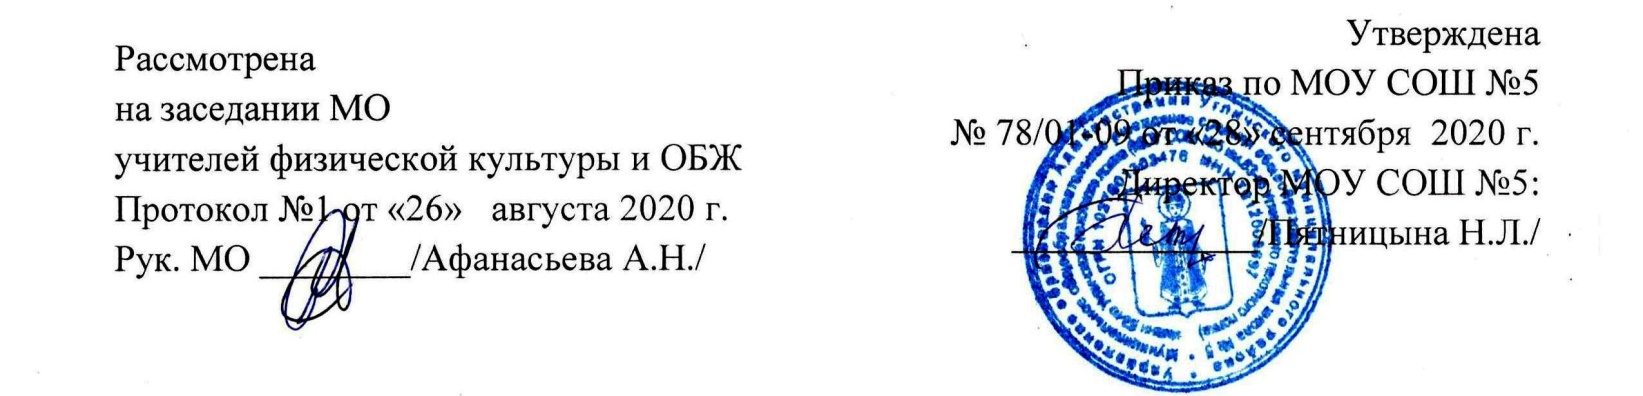 Рассмотрена
на заседании МО
учителей физической культуры и ОБЖ
Протокол №1 от «26» августа 2020 г.
Рук. МО __________/Афанасьева А.Н./
Утверждена
Приказ по МОУ СОШ №5
№ 78/01-09 от «28» сентября 2020 г.
Директор МОУ СОШ №5:
________________/Пятницына Н.Л./